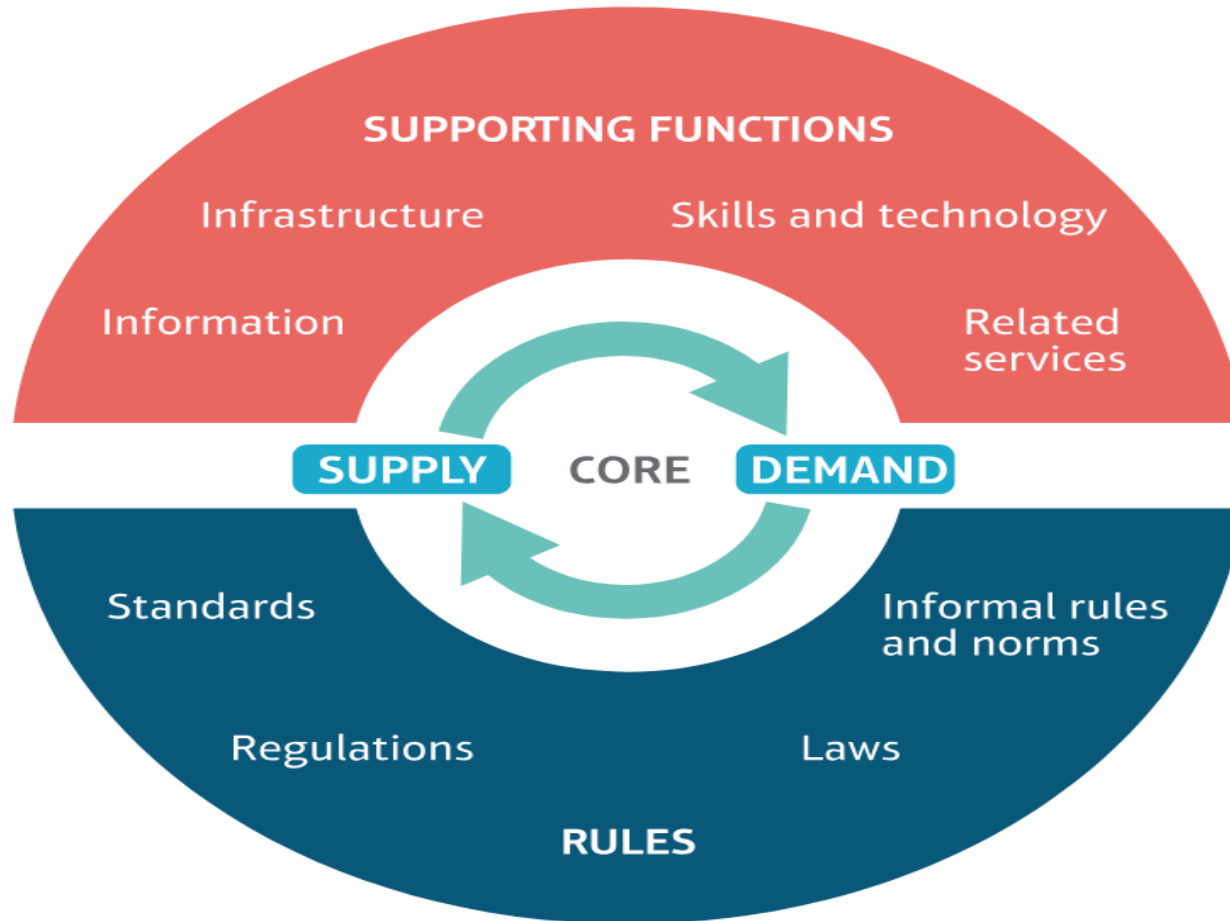 SUPPORTING FUNCTIONS
Infrastructure
Skills and technology
Information
Related
services
SUPPLY
CORE
DEMAND
Standards
Informal rules
and norms
Regulations
Laws
RULES